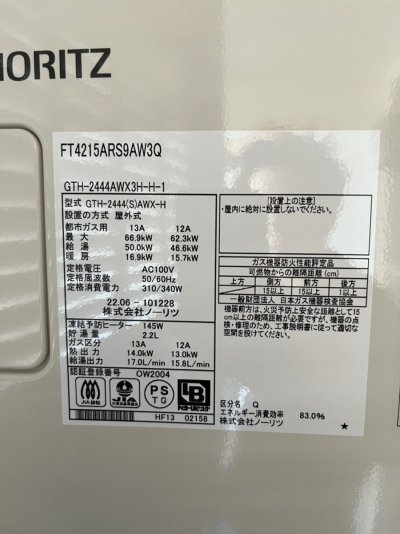 NORITZ
FT4215ARS9AW3Q
GTH-2444AWX3H-H-1
型式 GTH-2444(S)AWX-H
設置の方式 屋外式
都市ガス用 13A 12A
最大 66.9kW 62.3kW
給湯 50.0kW 46.6kW
暖房 16.9kW 15.7kW
定格電圧 AC100V
定格周波数 50/60Hz
定格消費電力 310/340W
22.06-101228
株式会社ノーリツ
凍結予防ヒーター 145W
貯湯量 2.2L
ガス区分 13A 12A
熱出力 14.0kW 13.0kW
給湯出力 17.0L/min 15.8L/min
認証登録番号 OW2004
JIA
PS
TG
HF13 02158
[設置上の注意]
・屋内に絶対に設置しないでください。
ガス機器防火性能評定品
可燃物からの離隔距離(cm)
上方 側方 前方 後方
15以上 1以上 15以上 1以上
一般財団法人 日本ガス機器検査協会
機器前方は、火災予防上安全な距離として15
cm以上の離隔距離が必要ですが、機器の点
検・修理のため、工事説明書に従って適切な
空間を設けてください。
区分名 Q
エネルギー消費効率 83.0%
株式会社ノーリツ ★